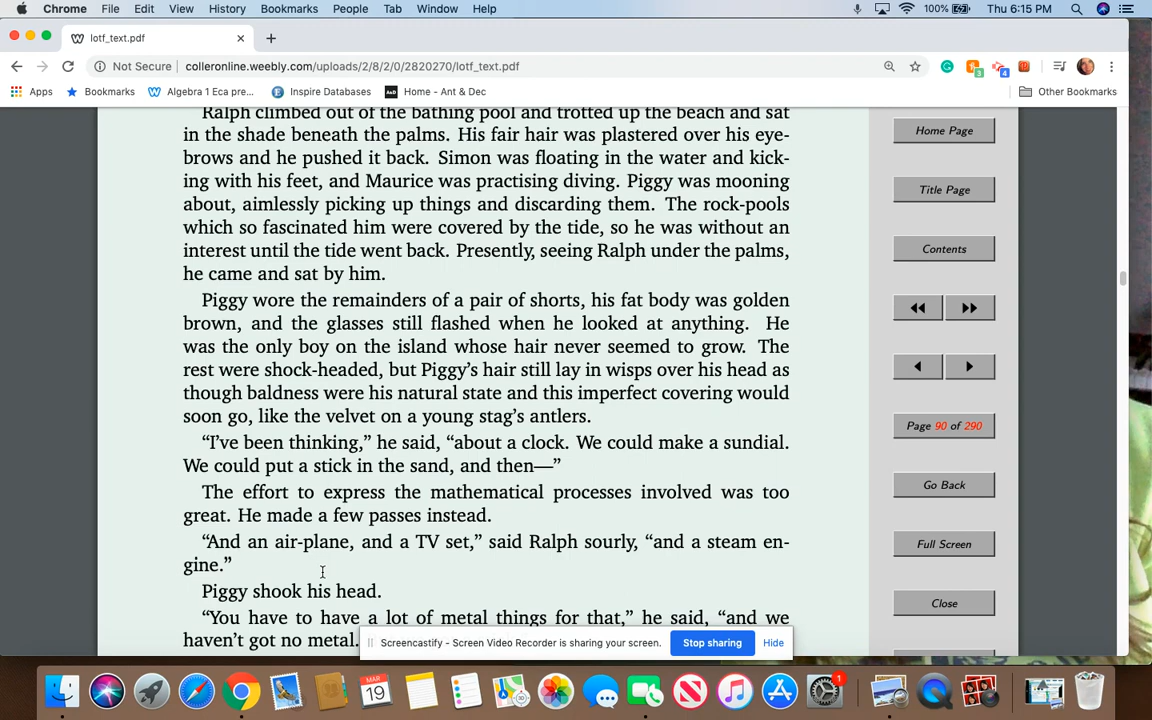 Chrome File Edit View History Bookmarks People Tab Window Help 100% Thu 6:15 PM
lotf_text.pdf
Not Secure colleronline.weebly.com/uploads/2/8/2/0/2820270/lotf_text.pdf
Apps Bookmarks Algebra 1 Eca pre... Inspire Databases Home - Ant & Dec Other Bookmarks
Ralph climbed out of the bathing pool and trotted up the beach and sat
in the shade beneath the palms. His fair hair was plastered over his eye-
brows and he pushed it back. Simon was floating in the water and kick-
ing with his feet, and Maurice was practising diving. Piggy was mooning
about, aimlessly picking up things and discarding them. The rock-pools
which so fascinated him were covered by the tide, so he was without an
interest until the tide went back. Presently, seeing Ralph under the palms,
he came and sat by him.
Piggy wore the remainders of a pair of shorts, his fat body was golden
brown, and the glasses still flashed when he looked at anything. He
was the only boy on the island whose hair never seemed to grow. The
rest were shock-headed, but Piggy's hair still lay in wisps over his head as
though baldness were his natural state and this imperfect covering would
soon go, like the velvet on a young stag's antlers.
“I've been thinking,” he said, “about a clock. We could make a sundial.
We could put a stick in the sand, and then—”
The effort to express the mathematical processes involved was too
great. He made a few passes instead.
“And an air-plane, and a TV set,” said Ralph sourly, “and a steam en-
gine.”
Piggy shook his head.
“You have to have a lot of metal things for that,” he said, “and we
haven't got no metal.
Home Page
Title Page
Contents
Page 90 of 290
Go Back
Full Screen
Close
Screencastify - Screen Video Recorder is sharing your screen. Stop sharing Hide
MAR
19
1
3
4